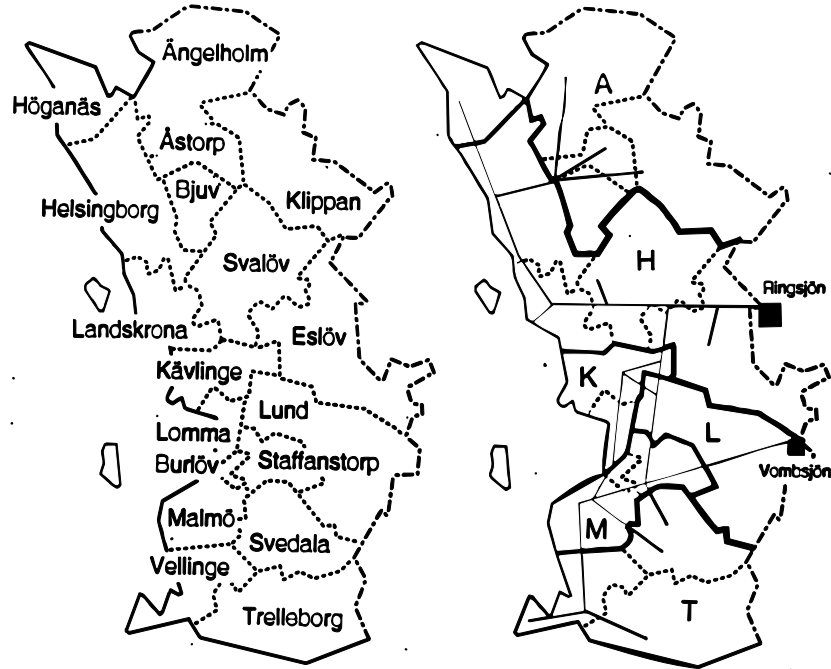 Ängelholm
Höganäs
Åstorp
Bjuv
Klippan
Helsingborg
Svalöv
Landskrona
Eslöv
Kävlinge
Lund
Lomma
Burlöv
Staffanstorp
Malmö
Svedala
Vellinge
Trelleborg
A
H
Ringsjön
K
L
Vombsjön
M
T